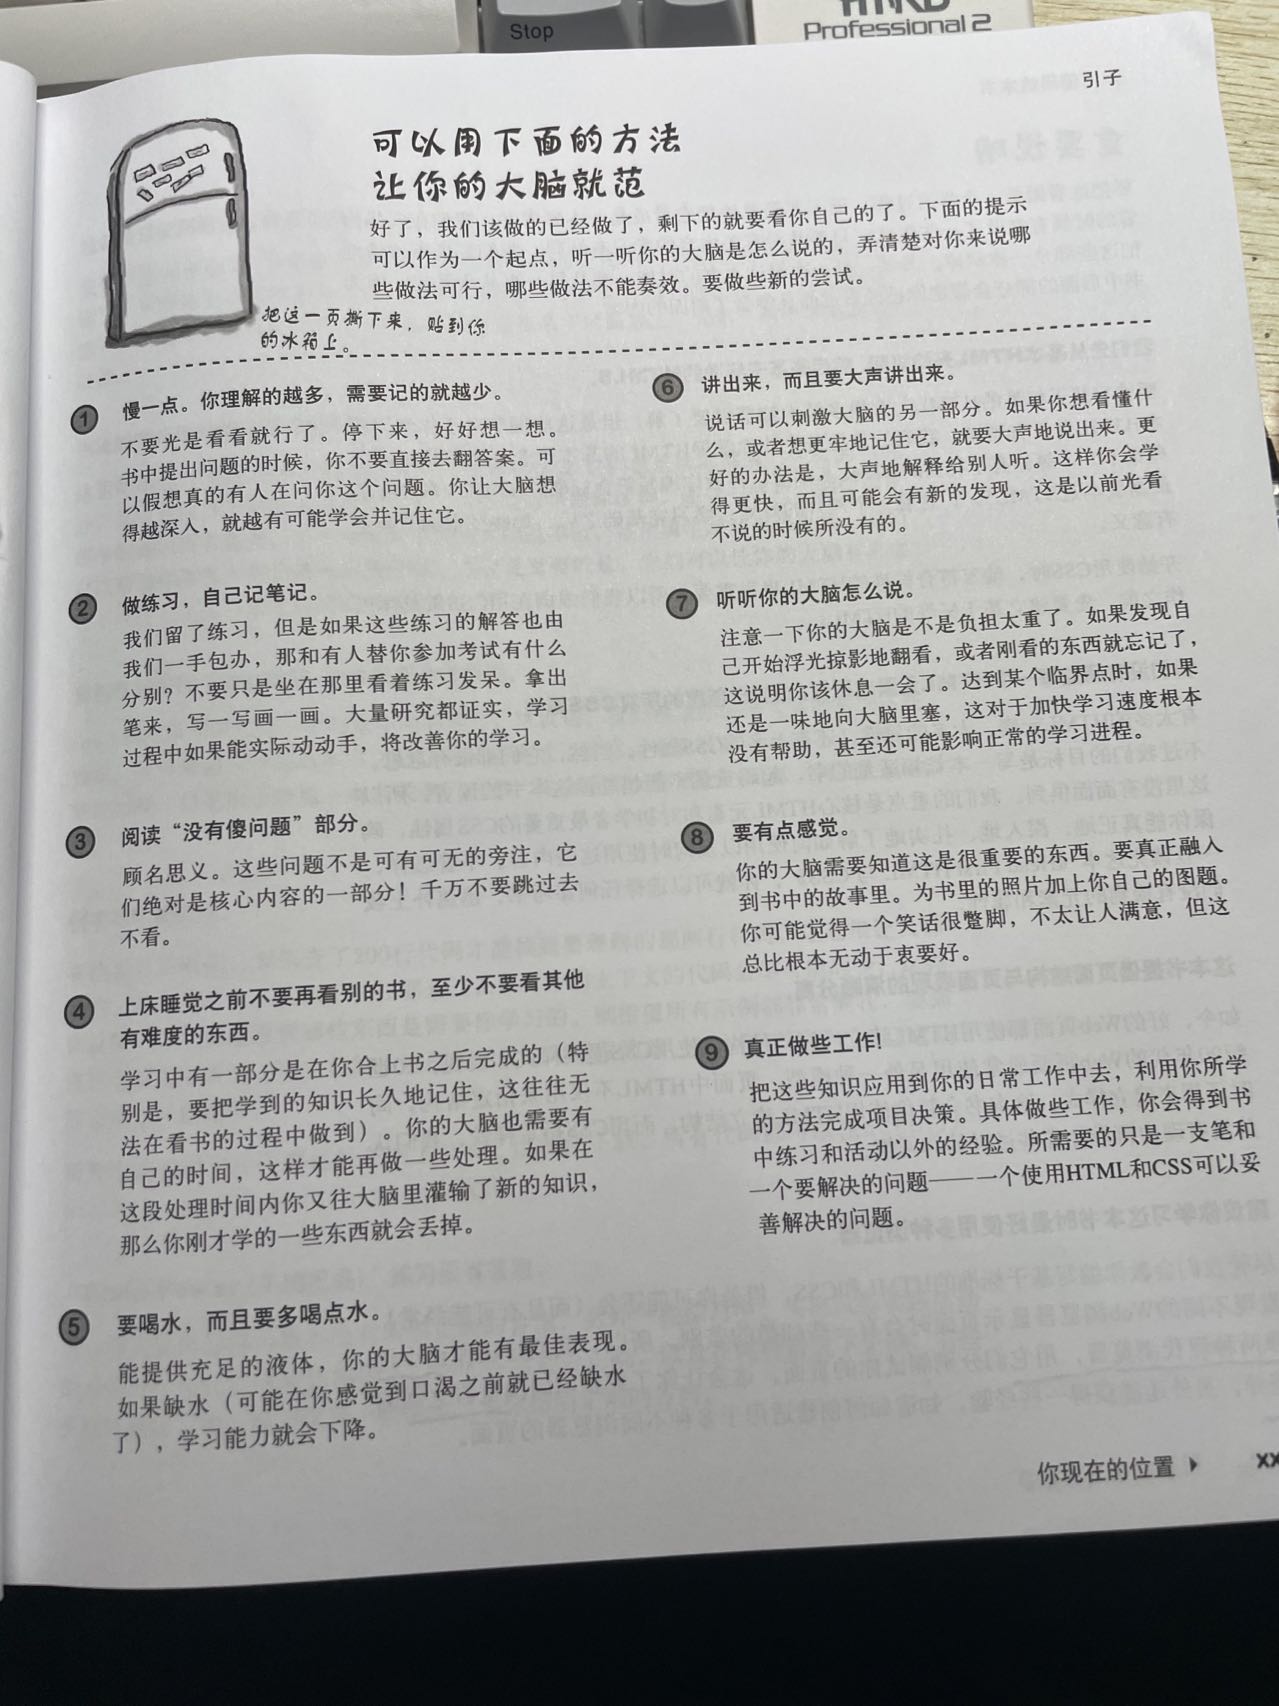 Stop
Professional 2
引子
可以用下面的方法
让你的大脑就范
好了，我们该做的已经做了，剩下的就要看你自己的了。下面的提示
可以作为一个起点，听一听你的大脑是怎么说的，弄清楚对你来说哪
些做法可行，哪些做法不能奏效。要做些新的尝试。
把这一页撕下来，贴到你
的冰箱上。
1 慢一点。你理解的越多，需要记的就越少。
不要光是看看就行了。停下来，好好想一想。
书中提出问题的时候，你不要直接去翻答案。可
以假想真的有人在问你这个问题。你让大脑想
得越深入，就越有可能学会并记住它。
2 做练习，自己记笔记。
我们留了练习，但是如果这些练习的解答也由
我们一手包办，那和有人替你参加考试有什么
分别？不要只是坐在那里看着练习发呆。拿出
笔来，写一写画一画。大量研究都证实，学习
过程中如果能实际动动手，将改善你的学习。
3 阅读“没有傻问题”部分。
顾名思义。这些问题不是可有可无的旁注，它
们绝对是核心内容的一部分！千万不要跳过去
不看。
4 上床睡觉之前不要再看别的书，至少不要看其他
有难度的东西。
学习中有一部分是在你合上书之后完成的（特
别是，要把学到的知识长久地记住，这往往无
法在看书的过程中做到）。你的大脑也需要有
自己的时间，这样才能再做一些处理。如果在
这段处理时间内你又往大脑里灌输了新的知识，
那么你刚才学的一些东西就会丢掉。
5 要喝水，而且要多喝点水。
能提供充足的液体，你的大脑才能有最佳表现。
如果缺水（可能在你感觉到口渴之前就已经缺水
了），学习能力就会下降。
6 讲出来，而且要大声讲出来。
说话可以刺激大脑的另一部分。如果你想看懂什
么，或者想更牢地记住它，就要大声地说出来。更
好的办法是，大声地解释给别人听。这样你会学
得更快，而且可能会有新的发现，这是以前光看
不说的时候所没有的。
7 听听你的大脑怎么说。
注意一下你的大脑是不是负担太重了。如果发现自
己开始浮光掠影地翻看，或者刚看的东西就忘记了，
这说明你该休息一会了。达到某个临界点时，如果
还是一味地向大脑里塞，这对于加快学习速度根本
没有帮助，甚至还可能影响正常的学习进程。
8 要有点感觉。
你的大脑需要知道这是很重要的东西。要真正融入
到书中的故事里。为书里的照片加上你自己的图题。
你可能觉得一个笑话很蹩脚，不太让人满意，但这
总比根本无动于衷要好。
9 真正做些工作!
把这些知识应用到你的日常工作中去，利用你所学
的方法完成项目决策。具体做些工作，你会得到书
中练习和活动以外的经验。所需要的只是一支笔和
一个要解决的问题——一个使用HTML和CSS可以妥
善解决的问题。
你现在的位置